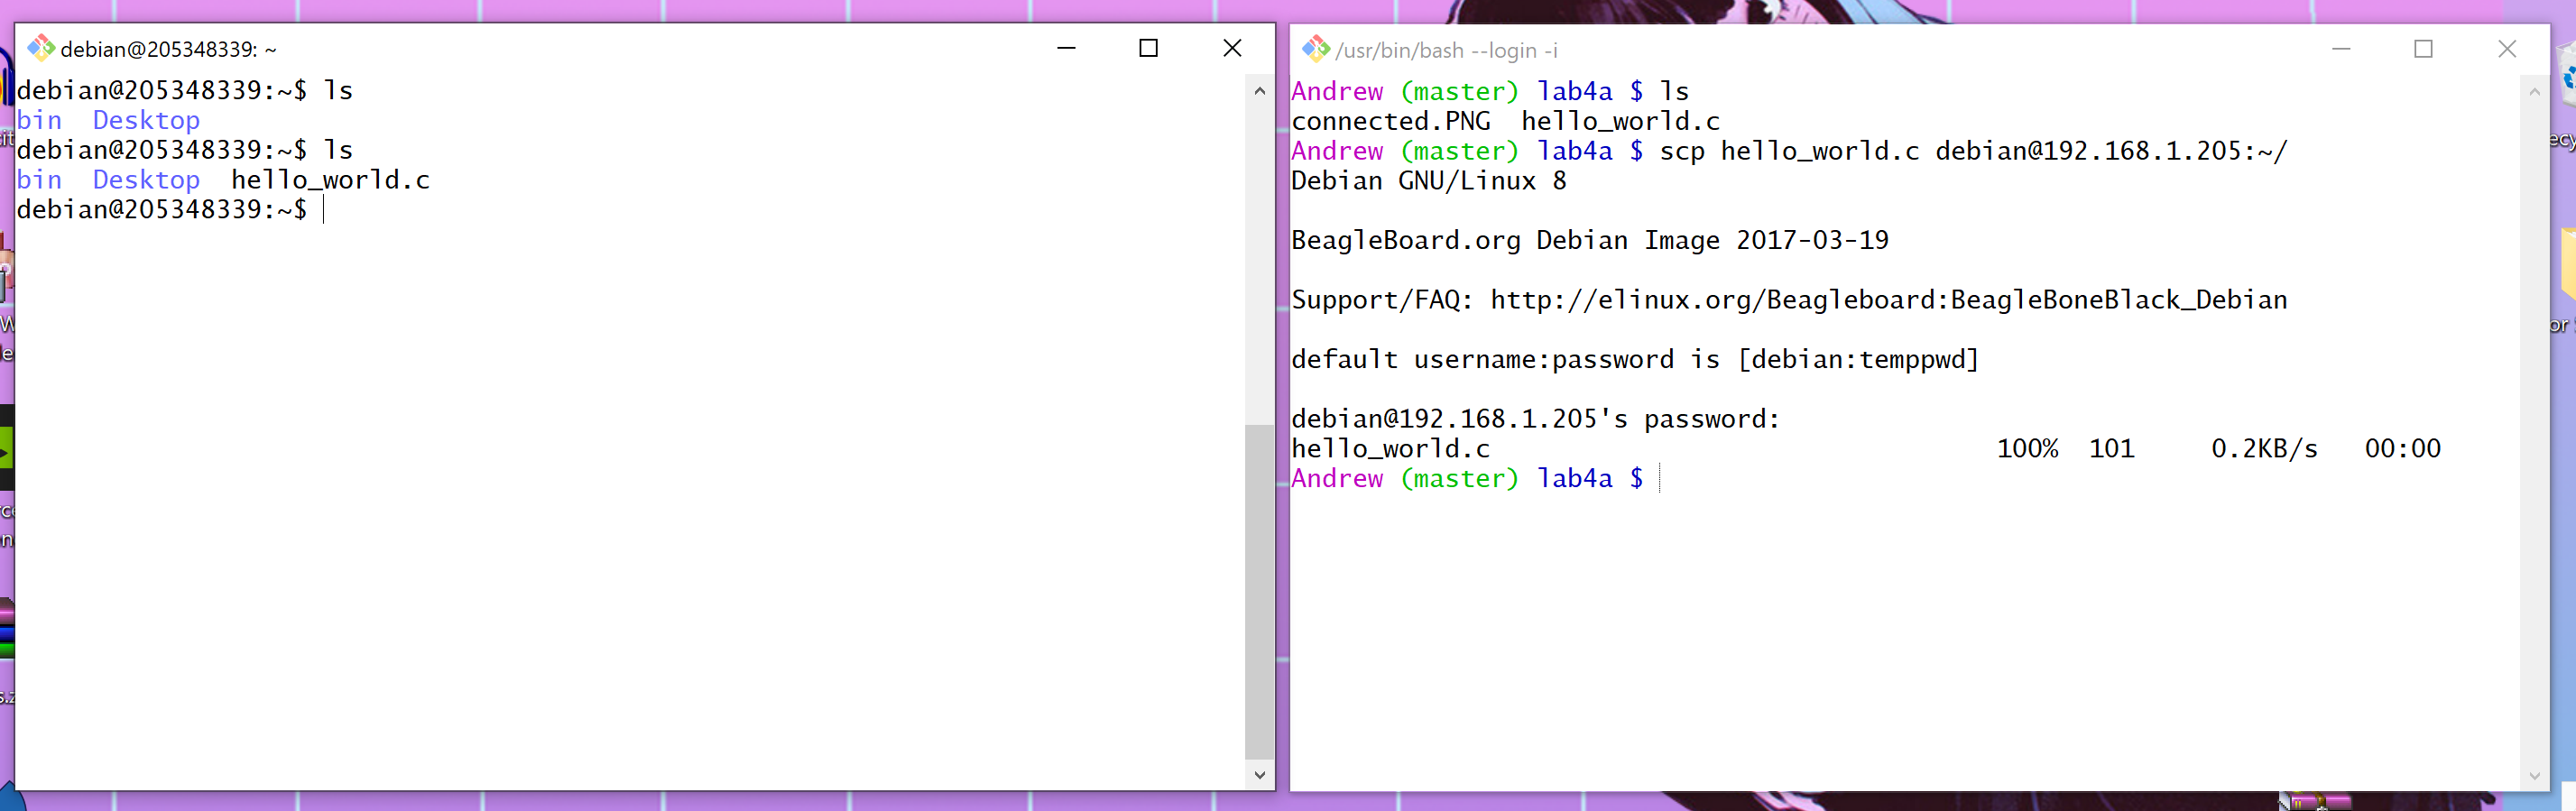 debian@205348339: ~
debian@205348339:~$ ls
bin  Desktop
debian@205348339:~$ ls
bin  Desktop  hello_world.c
debian@205348339:~$
/usr/bin/bash --login -i
Andrew (master) lab4a $ ls
connected.PNG  hello_world.c
Andrew (master) lab4a $ scp hello_world.c debian@192.168.1.205:~/
Debian GNU/Linux 8
BeagleBoard.org Debian Image 2017-03-19
Support/FAQ: http://elinux.org/Beagleboard:BeagleBoneBlack_Debian
default username:password is [debian:temppwd]
debian@192.168.1.205's password:
hello_world.c                                 100%  101     0.2KB/s   00:00
Andrew (master) lab4a $